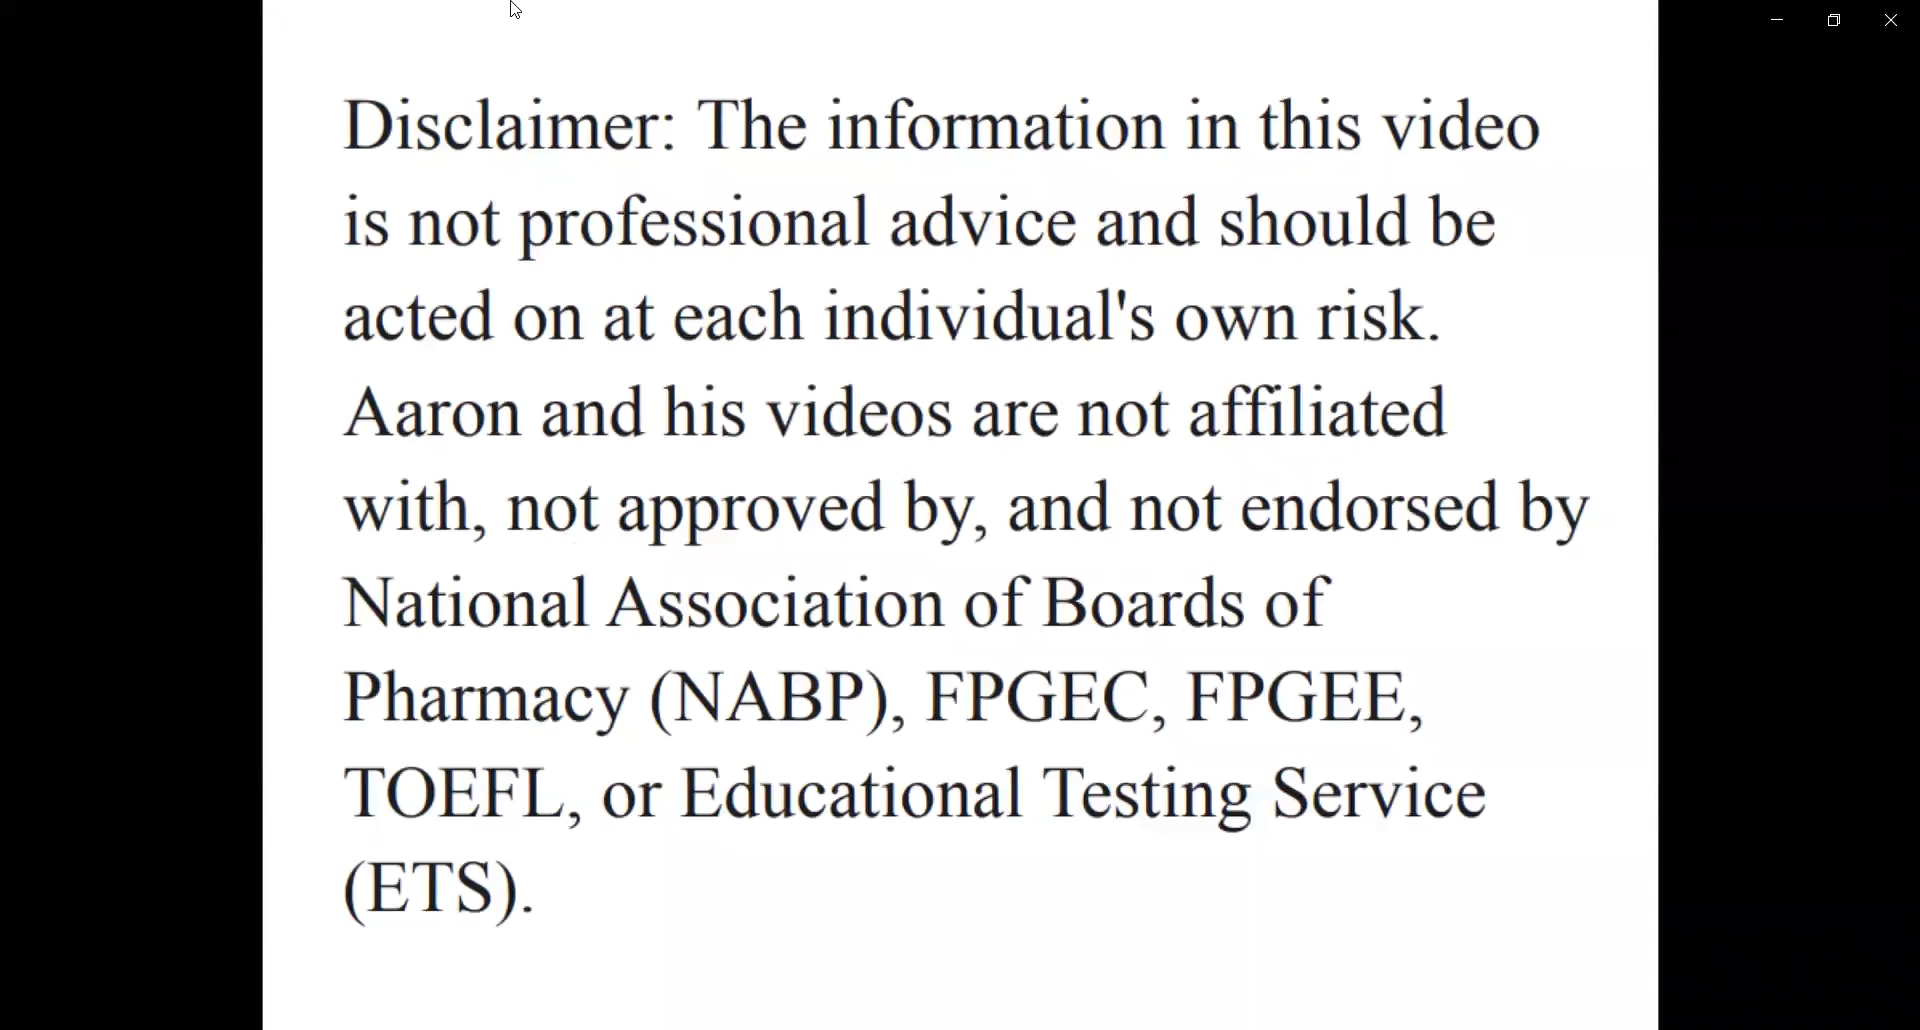 Disclaimer: The information in this video
is not professional advice and should be
acted on at each individual's own risk.
Aaron and his videos are not affiliated
with, not approved by, and not endorsed by
National Association of Boards of
Pharmacy (NABP), FPGEC, FPGEE,
TOEFL, or Educational Testing Service
(ETS).